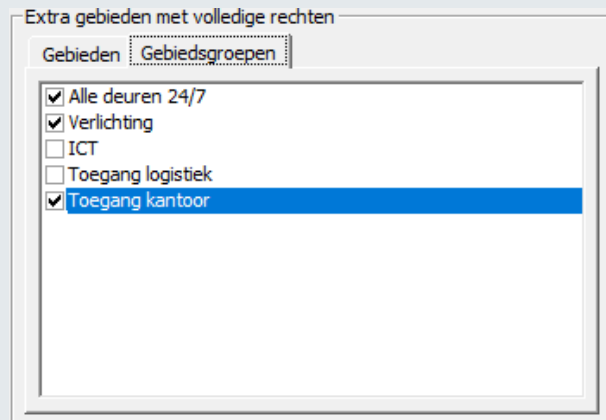 Extra gebieden met volledige rechten
Gebieden Gebiedsgroepen
Alle deuren 24/7
Verlichting
ICT
Toegang logistiek
Toegang kantoor